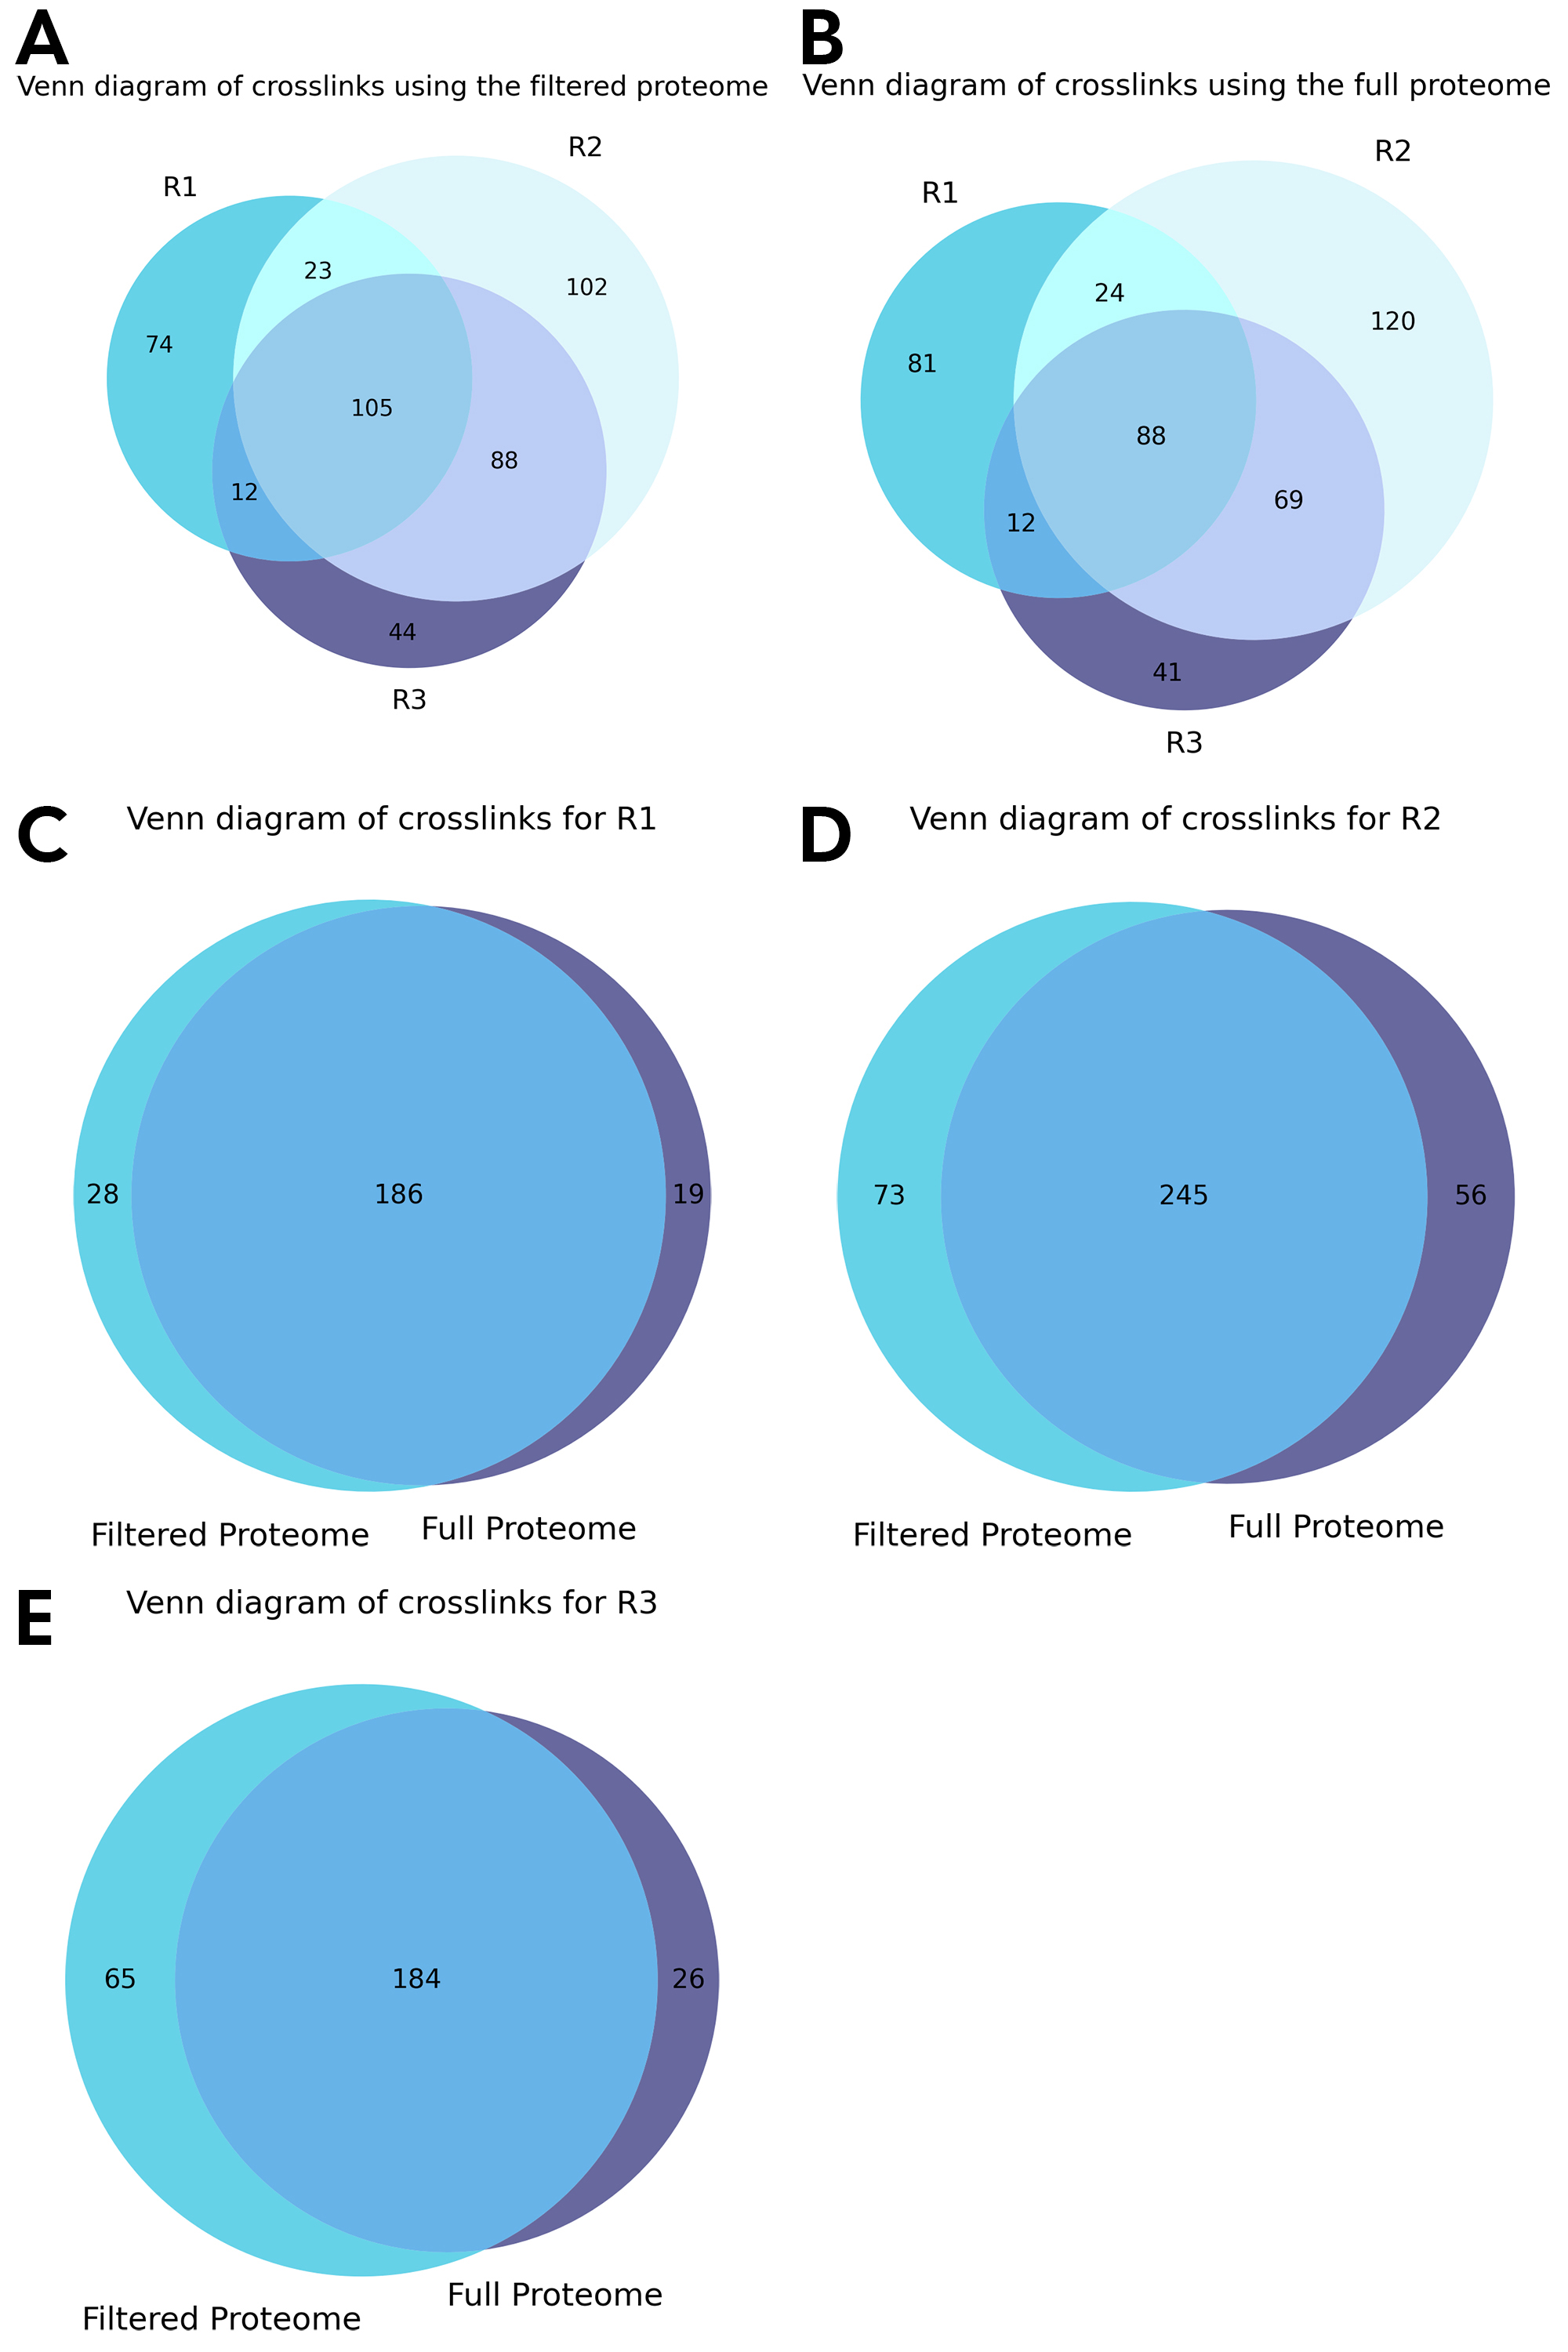 A
Venn diagram of crosslinks using the filtered proteome
R1
R2
23
102
74
105
88
12
44
R3
B
Venn diagram of crosslinks using the full proteome
R1
R2
24
120
81
88
69
12
41
R3
C
Venn diagram of crosslinks for R1
28
186
19
Filtered Proteome
Full Proteome
D
Venn diagram of crosslinks for R2
73
245
56
Filtered Proteome
Full Proteome
E
Venn diagram of crosslinks for R3
65
184
26
Filtered Proteome
Full Proteome